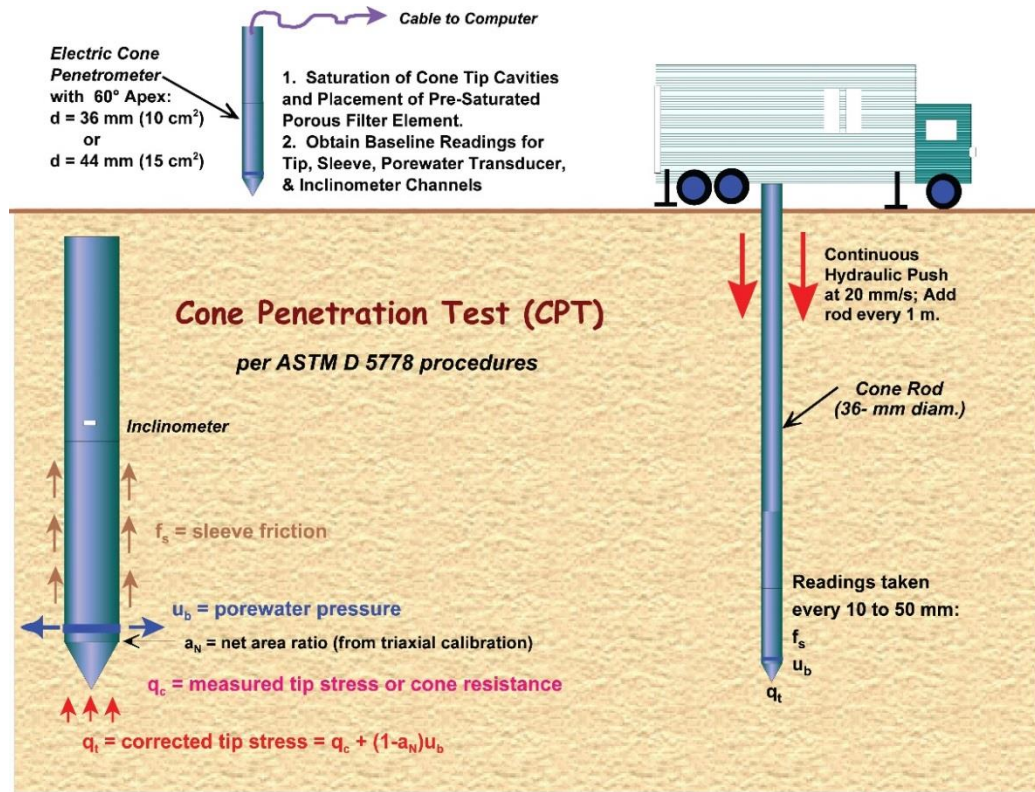 Cable to Computer
Electric Cone
Penetrometer
with 60° Apex:
d = 36 mm (10 cm²)
or
d = 44 mm (15 cm²)
1. Saturation of Cone Tip Cavities
and Placement of Pre-Saturated
Porous Filter Element.
2. Obtain Baseline Readings for
Tip, Sleeve, Porewater Transducer,
& Inclinometer Channels
Continuous
Hydraulic Push
at 20 mm/s; Add
rod every 1 m.
Cone Penetration Test (CPT)
per ASTM D 5778 procedures
Cone Rod
(36- mm diam.)
Inclinometer
fs = sleeve friction
ub = porewater pressure
aN = net area ratio (from triaxial calibration)
qc = measured tip stress or cone resistance
qt = corrected tip stress = qc + (1-aN)ub
Readings taken
every 10 to 50 mm:
fs
ub
qt